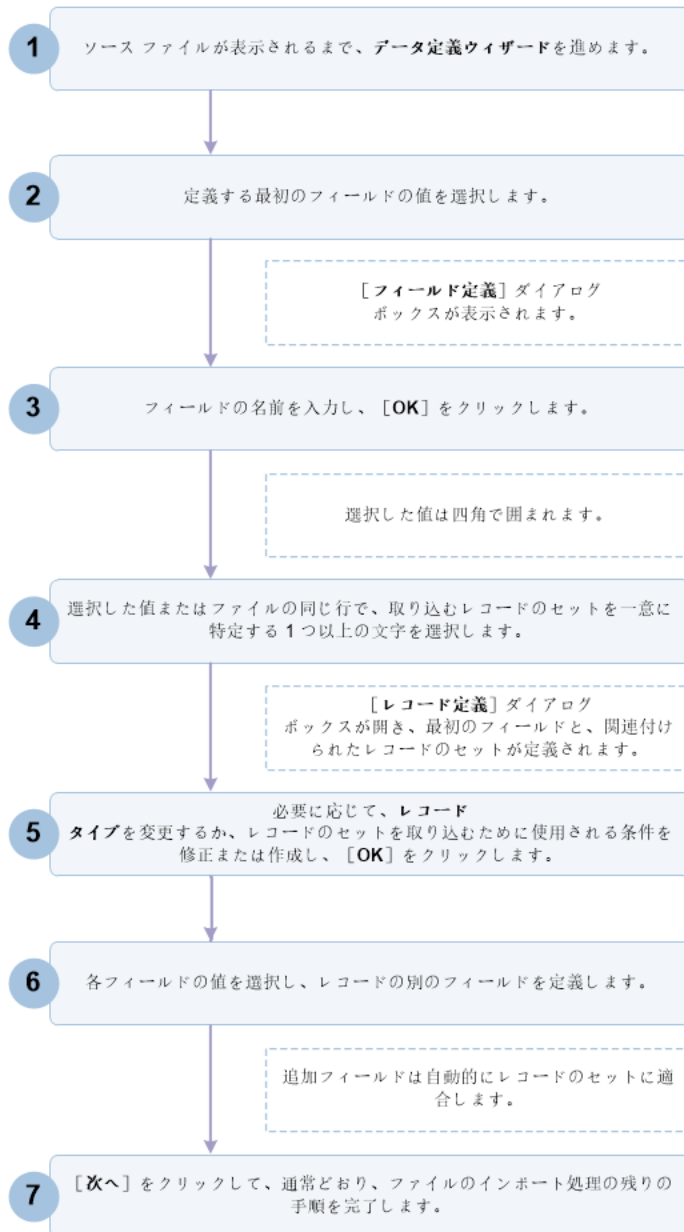 1
ソース ファイルが表示されるまで、データ定義ウィザードを進めます。
2
定義する最初のフィールドの値を選択します。
［フィールド定義］ダイアログ
ボックスが表示されます。
3
フィールドの名前を入力し、［OK］をクリックします。
選択した値は四角で囲まれます。
4
選択した値またはファイルの同じ行で、取り込むレコードのセットを一意に
特定する 1 つ以上の文字を選択します。
［レコード定義］ダイアログ
ボックスが開き、最初のフィールドと、関連付け
られたレコードのセットが定義されます。
5
必要に応じて、レコード
タイプを変更するか、レコードのセットを取り込むために使用される条件を
修正または作成し、［OK］をクリックします。
6
各フィールドの値を選択し、レコードの別のフィールドを定義します。
追加フィールドは自動的にレコードのセットに適
合します。
7
［次へ］をクリックして、通常どおり、ファイルのインポート処理の残りの
手順を完了します。